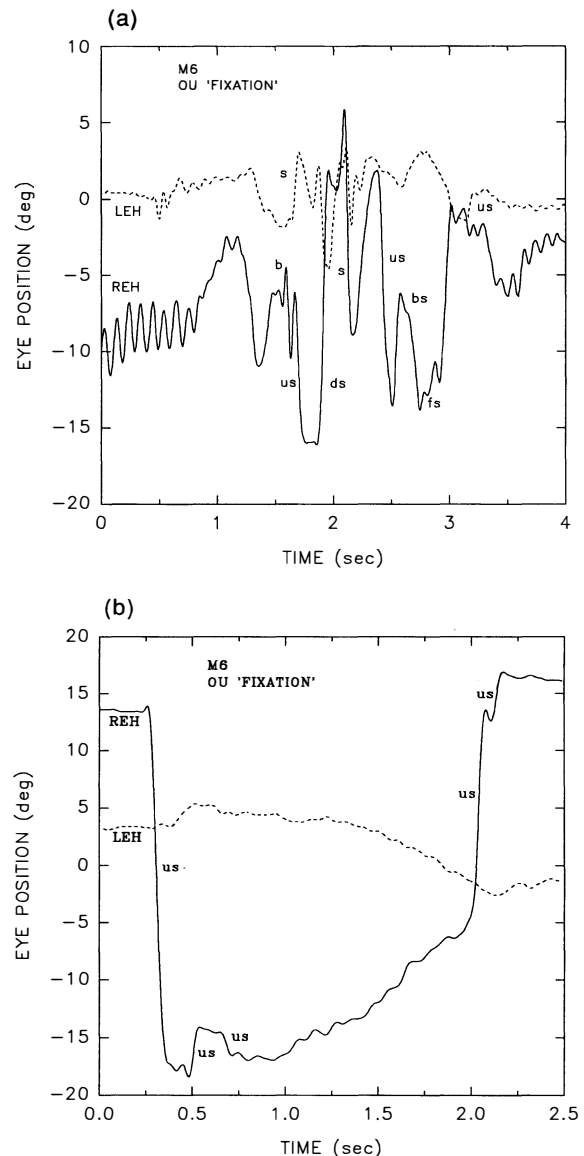 (a)
10
5
0
−5
−10
−15
−20
EYE POSITION (deg)
M6
OU 'FIXATION'
LEH
REH
s
b
us
ds
s
us
bs
fs
us
0
1
2
3
4
TIME (sec)
(b)
20
15
10
5
0
−5
−10
−15
−20
EYE POSITION (deg)
M6
OU 'FIXATION'
REH
LEH
us
us
us
us
us
0.0
0.5
1.0
1.5
2.0
2.5
TIME (sec)